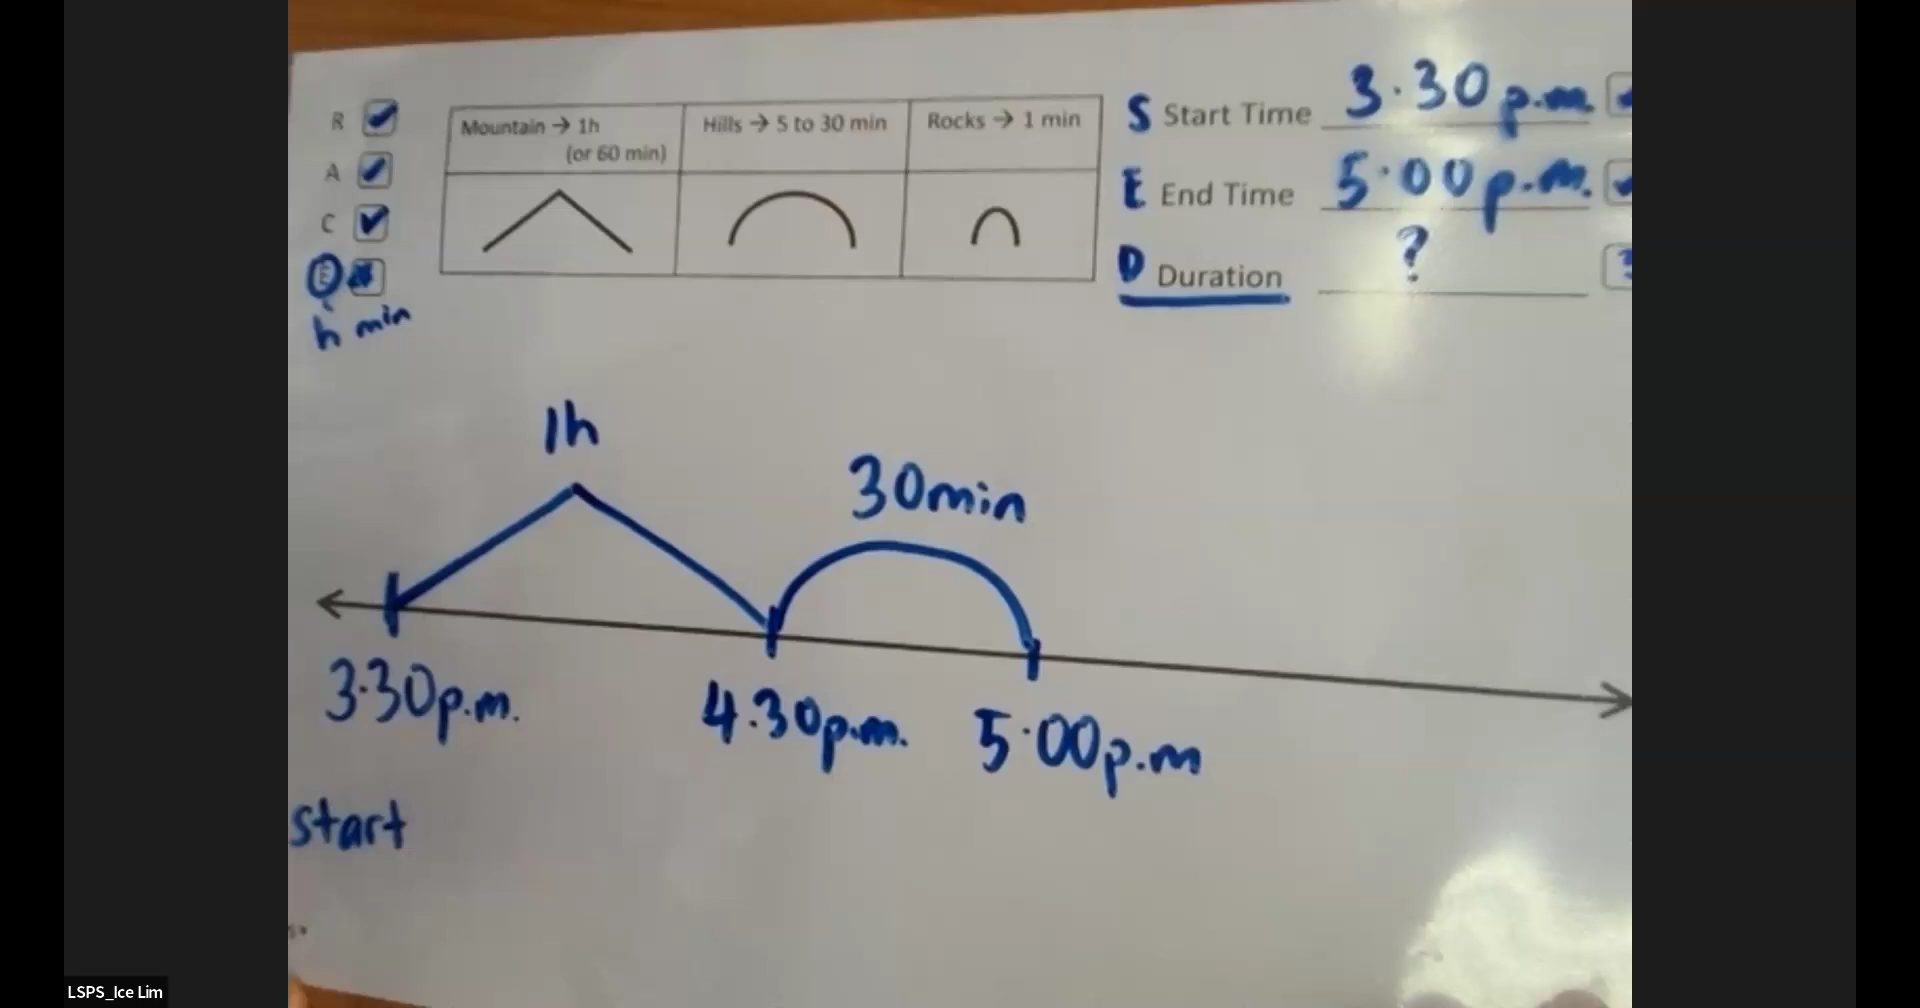 R
A
C
E
h min
Mountain → 1h
(or 60 min)
Hills → 5 to 30 min
Rocks → 1 min
S Start Time 3.30 p.m.
E End Time 5.00 p.m.
D Duration ?
1h
30min
3.30p.m.
4.30p.m.
5.00p.m
start
LSPS_Ice Lim